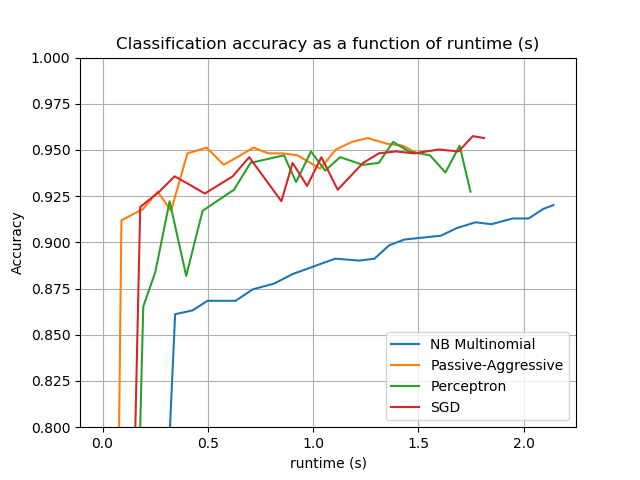 Classification accuracy as a function of runtime (s)
1.000
0.975
0.950
0.925
0.900
0.875
0.850
0.825
0.800
Accuracy
NB Multinomial
Passive-Aggressive
Perceptron
SGD
0.0 0.5 1.0 1.5 2.0
runtime (s)